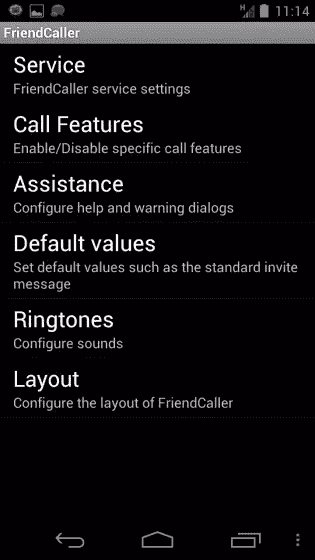 H 11:14
FriendCaller
Service
FriendCaller service settings
Call Features
Enable/Disable specific call features
Assistance
Configure help and warning dialogs
Default values
Set default values such as the standard invite
message
Ringtones
Configure sounds
Layout
Configure the layout of FriendCaller